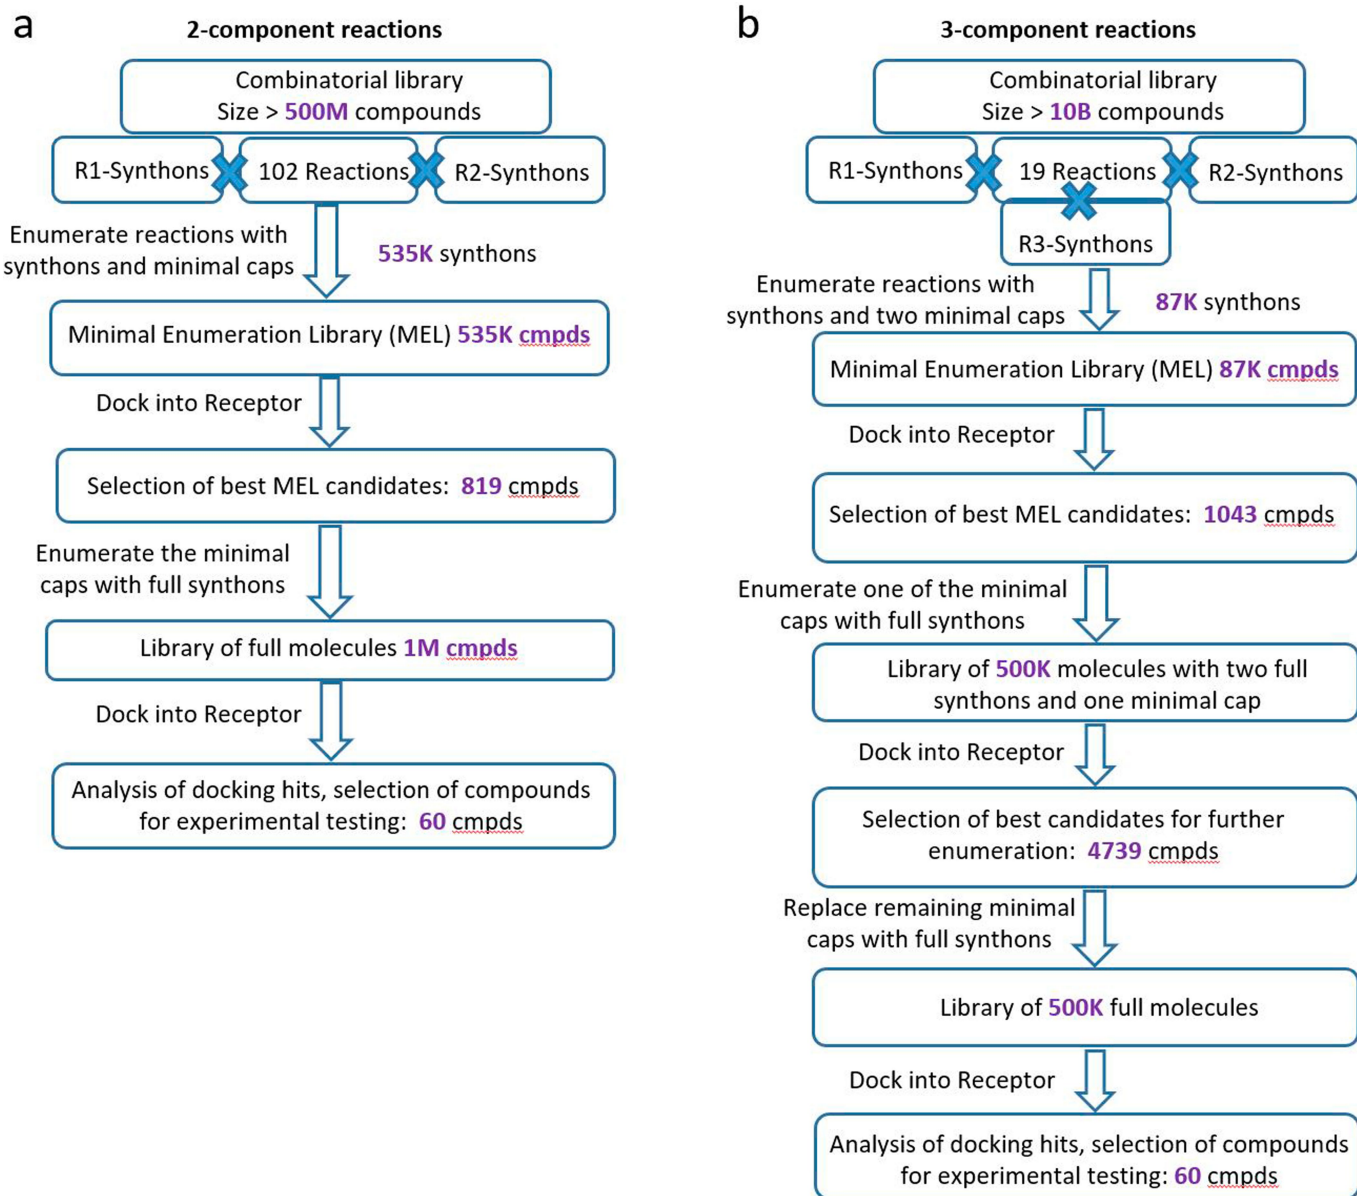 a
2-component reactions
Combinatorial library
Size > 500M compounds
R1-Synthons
102 Reactions
R2-Synthons
Enumerate reactions with
synthons and minimal caps
535K synthons
Minimal Enumeration Library (MEL) 535K cmpds
Dock into Receptor
Selection of best MEL candidates: 819 cmpds
Enumerate the minimal
caps with full synthons
Library of full molecules 1M cmpds
Dock into Receptor
Analysis of docking hits, selection of compounds
for experimental testing: 60 cmpds
b
3-component reactions
Combinatorial library
Size > 10B compounds
R1-Synthons
19 Reactions
R2-Synthons
R3-Synthons
Enumerate reactions with
synthons and two minimal caps
87K synthons
Minimal Enumeration Library (MEL) 87K cmpds
Dock into Receptor
Selection of best MEL candidates: 1043 cmpds
Enumerate one of the minimal
caps with full synthons
Library of 500K molecules with two full
synthons and one minimal cap
Dock into Receptor
Selection of best candidates for further
enumeration: 4739 cmpds
Replace remaining minimal
caps with full synthons
Library of 500K full molecules
Dock into Receptor
Analysis of docking hits, selection of compounds
for experimental testing: 60 cmpds